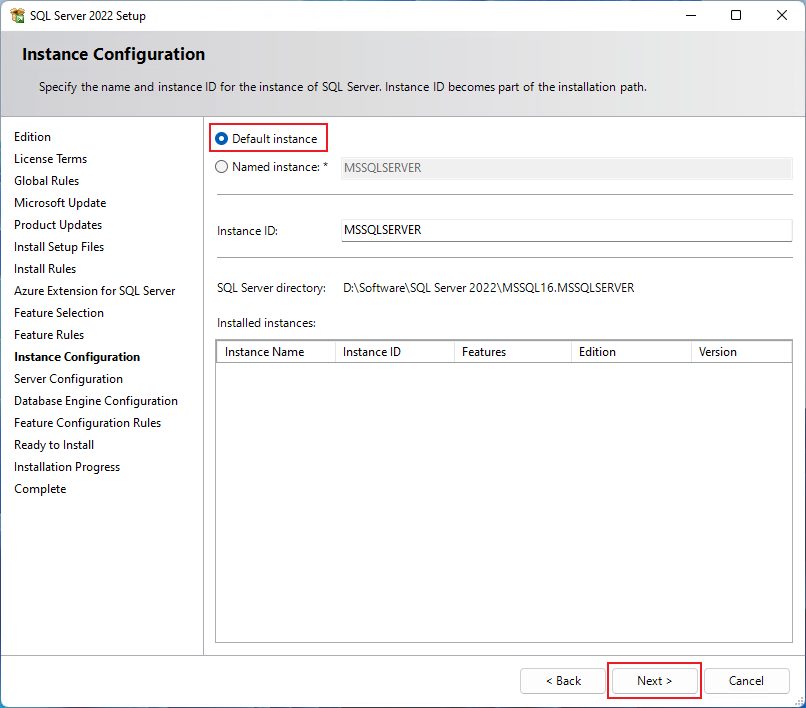 SQL Server 2022 Setup
Instance Configuration
Specify the name and instance ID for the instance of SQL Server. Instance ID becomes part of the installation path.
Edition
License Terms
Global Rules
Microsoft Update
Product Updates
Install Setup Files
Install Rules
Azure Extension for SQL Server
Feature Selection
Feature Rules
Instance Configuration
Server Configuration
Database Engine Configuration
Feature Configuration Rules
Ready to Install
Installation Progress
Complete
Default instance
Named instance: * MSSQLSERVER
Instance ID: MSSQLSERVER
SQL Server directory: D:\Software\SQL Server 2022\MSSQL16.MSSQLSERVER
Installed instances:
Instance Name Instance ID Features Edition Version
< Back Next > Cancel